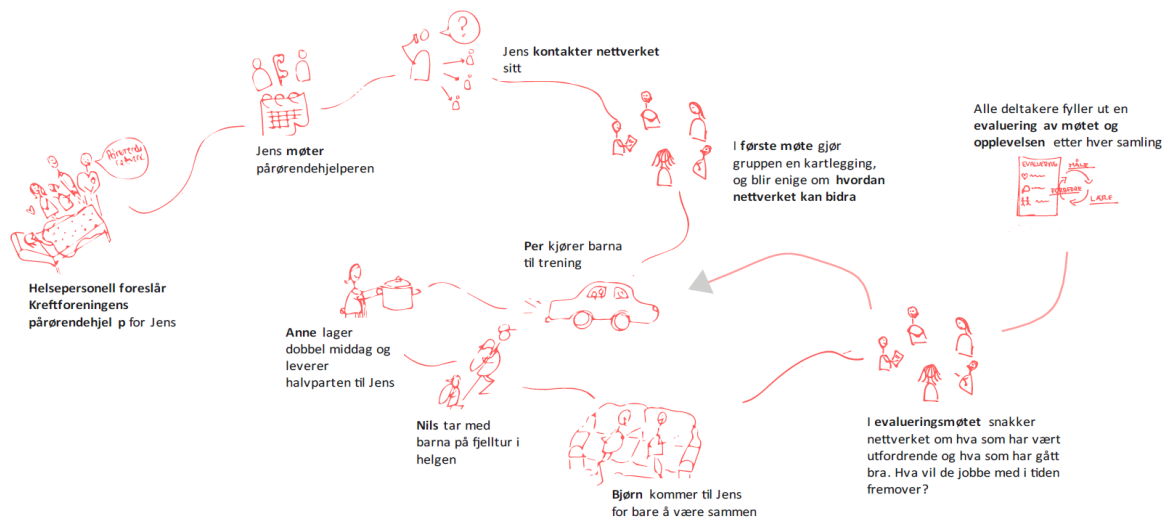 Helsepersonell foreslår
Kreftforeningens
pårørendehjel p for Jens
Jens møter
pårørendehjelperen
?
Jens kontakter nettverket
sitt
I første møte gjør
gruppen en kartlegging,
og blir enige om hvordan
nettverket kan bidra
Per kjører barna
til trening
Anne lager
dobbel middag og
leverer
halvparten til Jens
Nils tar med
barna på fjelltur i
helgen
Bjørn kommer til Jens
for bare å være sammen
I evalueringsmøtet snakker
nettverket om hva som har vært
utfordrende og hva som har gått
bra. Hva vil de jobbe med i tiden
fremover?
Alle deltakere fyller ut en
evaluering av møtet og
opplevelsen etter hver samling
EVALUERING
MÅLE
FORBEDRE
LÆRE